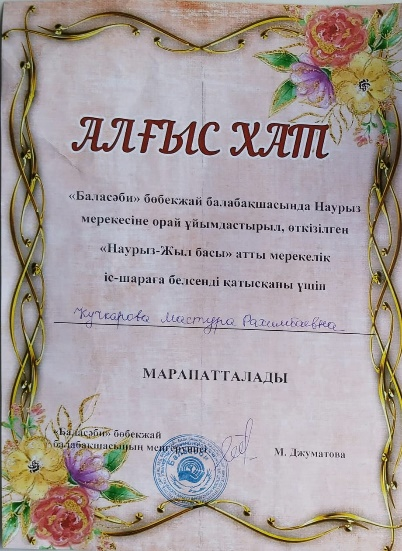 АЛҒЫС ХАТ
«Баласәби» бөбекжай балабақшасында Наурыз
мерекесіне орай ұйымдастырып, өткізілген
«Наурыз-Жыл басы» атты мерекелік
іс-шараға белсенді қатысқаны үшін
Кучкарова Мастура Рахимбаевна
МАРАПАТТАЛАДЫ
«Баласәби» бөбекжай
балабақшасының меңгерушісі
М. Джуматова